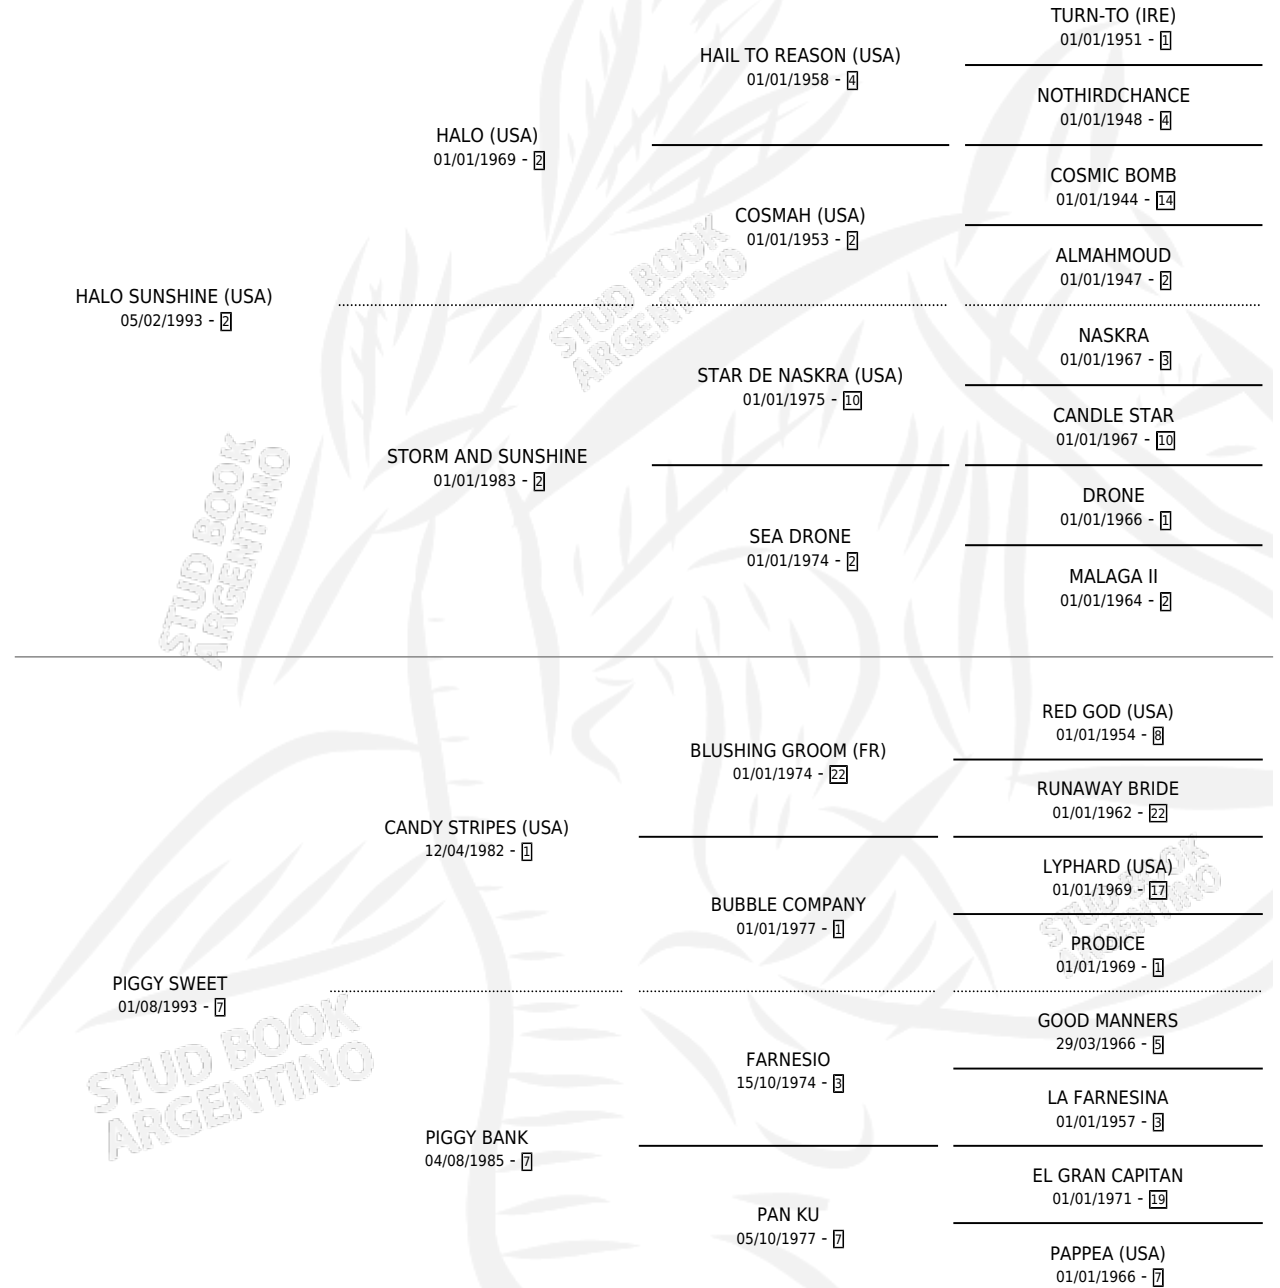 TURN-TO (IRE)
01/01/1951 - 1
HAIL TO REASON (USA)
01/01/1958 - 4
NOTHIRDCHANCE
01/01/1948 - 4
HALO (USA)
01/01/1969 - 2
COSMIC BOMB
01/01/1944 - 14
COSMAH (USA)
01/01/1953 - 2
ALMAHMOUD
01/01/1947 - 2
HALO SUNSHINE (USA)
05/02/1993 - 2
STUD BOOK
ARGENTINO
NASKRA
01/01/1967 - 3
STAR DE NASKRA (USA)
01/01/1975 - 10
CANDLE STAR
01/01/1967 - 10
STORM AND SUNSHINE
01/01/1983 - 2
DRONE
01/01/1966 - 1
SEA DRONE
01/01/1974 - 2
MALAGA II
01/01/1964 - 2
STUD BOOK
ARGENTINO
RED GOD (USA)
01/01/1954 - 8
BLUSHING GROOM (FR)
01/01/1974 - 22
RUNAWAY BRIDE
01/01/1962 - 22
CANDY STRIPES (USA)
12/04/1982 - 1
LYPHARD (USA)
01/01/1969 - 17
BUBBLE COMPANY
01/01/1977 - 1
STUD BOOK
ARGENTINO
PRODICE
01/01/1969 - 1
PIGGY SWEET
01/08/1993 - 7
STUD BOOK
ARGENTINO
GOOD MANNERS
29/03/1966 - 5
FARNESIO
15/10/1974 - 3
LA FARNESINA
01/01/1957 - 3
PIGGY BANK
04/08/1985 - 7
EL GRAN CAPITAN
01/01/1971 - 19
PAN KU
05/10/1977 - 7
PAPPEA (USA)
01/01/1966 - 7